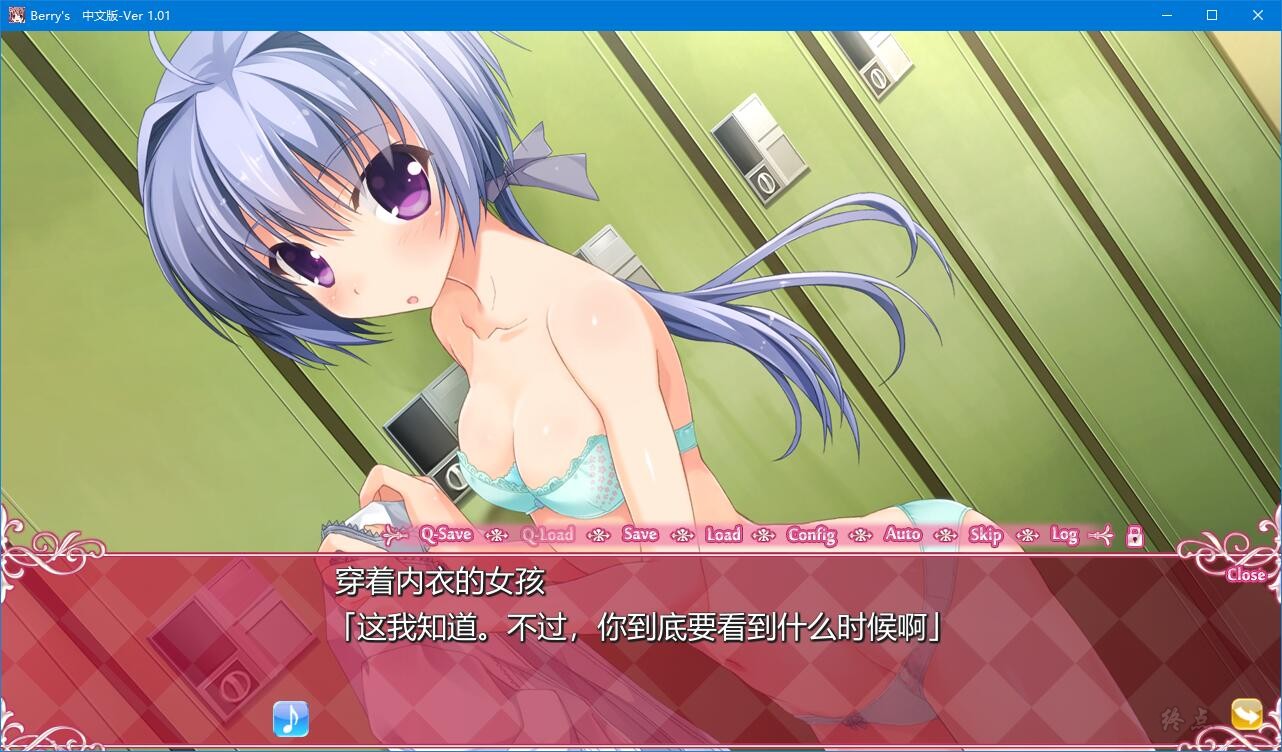 Berry's 中文版-Ver 1.01
Q-Save Q-Load Save Load Config Auto Skip Log
Close
穿着内衣的女孩
「这我知道。不过，你到底要看到什么时候啊」
终点